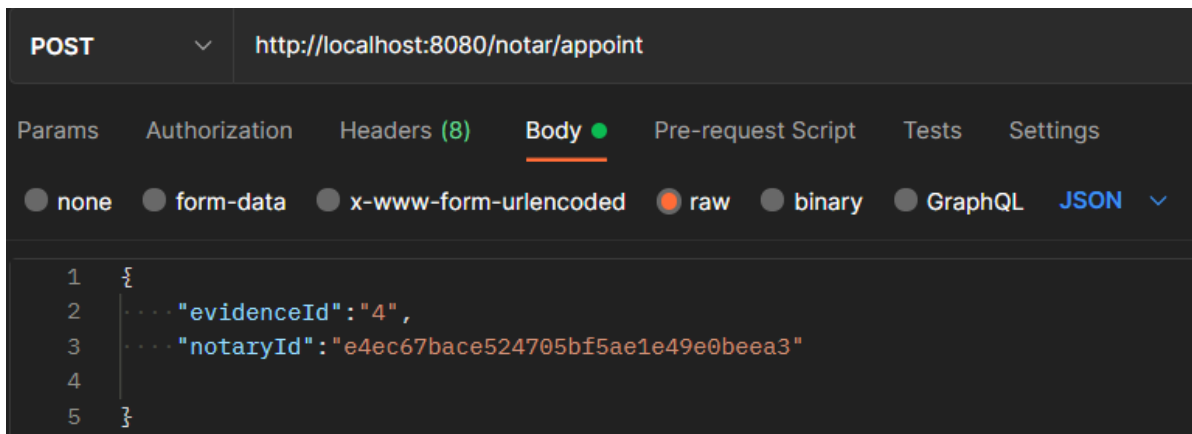 POST http://localhost:8080/notar/appoint
Params Authorization Headers (8) Body Pre-request Script Tests Settings
none form-data x-www-form-urlencoded raw binary GraphQL JSON
1 {
2 ····"evidenceId":"4",
3 ····"notaryId":"e4ec67bace524705bf5ae1e49e0beea3"
4
5 }